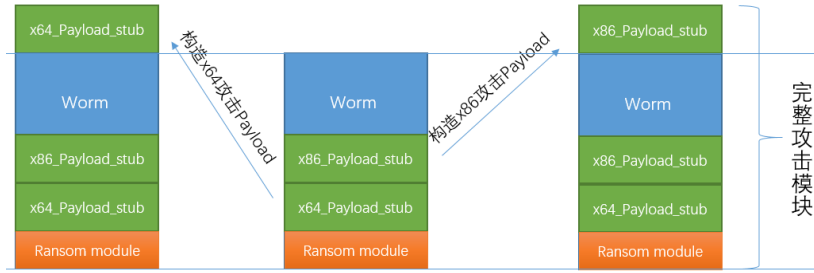 x64_Payload_stub
Worm
x86_Payload_stub
x64_Payload_stub
Ransom module
构造x64攻击Payload
Worm
x86_Payload_stub
x64_Payload_stub
Ransom module
构造x86攻击Payload
x86_Payload_stub
Worm
x86_Payload_stub
x64_Payload_stub
Ransom module
完整攻击模块